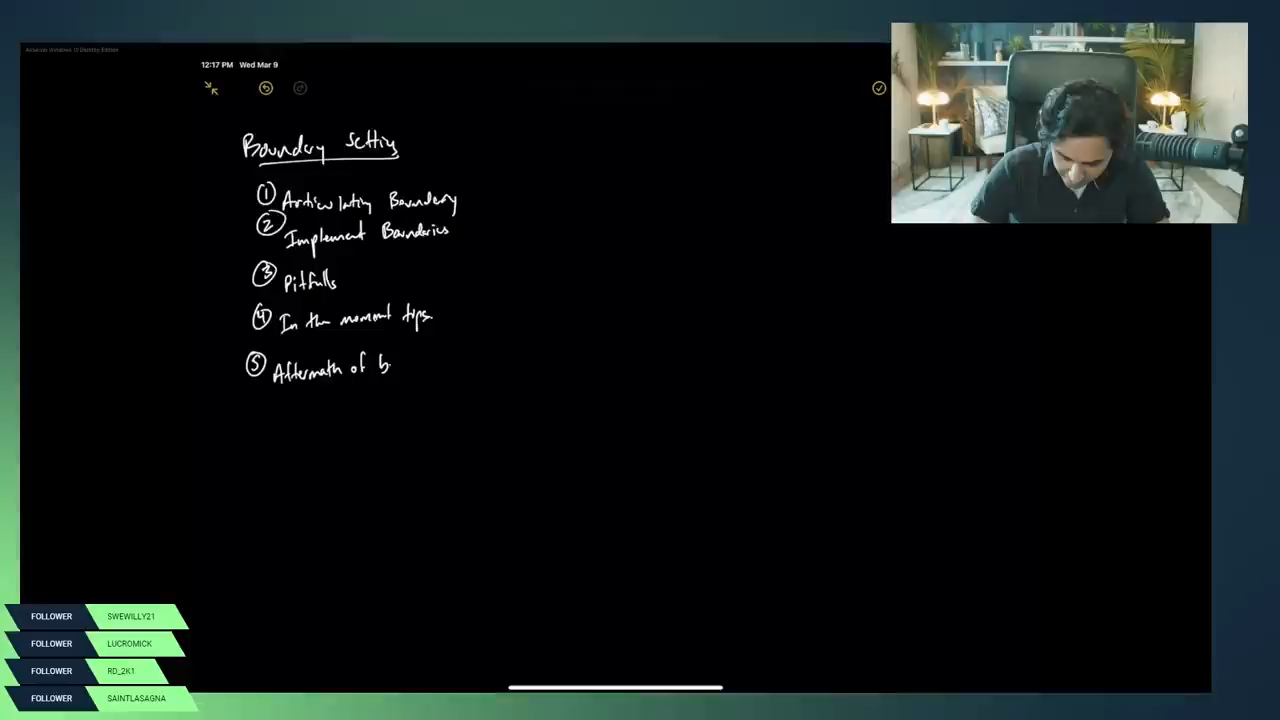 12:17 PM Wed Mar 9
Boundary Setting
① Articulating Boundary
② Implement Boundaries
③ Pitfalls
④ In the moment tips.
⑤ Aftermath of b
FOLLOWER SWEWILLY21
FOLLOWER LUCROMICK
FOLLOWER RD_2K1
FOLLOWER SAINTLASAGNA